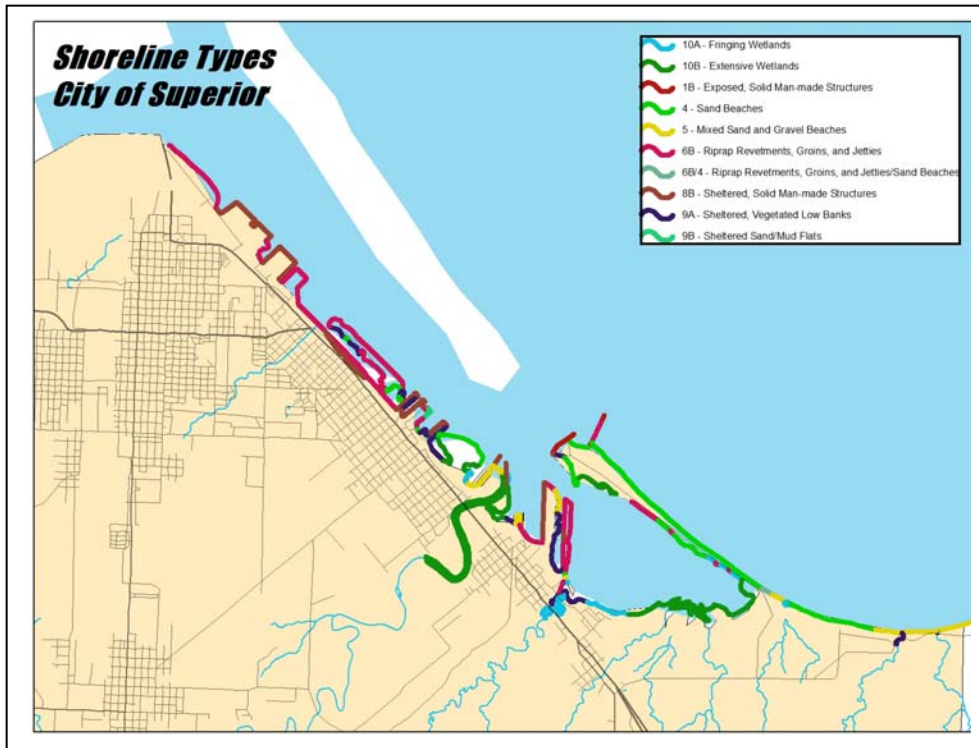 Shoreline Types
City of Superior
10A - Fringing Wetlands
10B - Extensive Wetlands
1B - Exposed, Solid Man-made Structures
4 - Sand Beaches
5 - Mixed Sand and Gravel Beaches
6B - Riprap Revetments, Groins, and Jetties
6B/4 - Riprap Revetments, Groins, and Jetties/Sand Beaches
8B - Sheltered, Solid Man-made Structures
9A - Sheltered, Vegetated Low Banks
9B - Sheltered Sand/Mud Flats